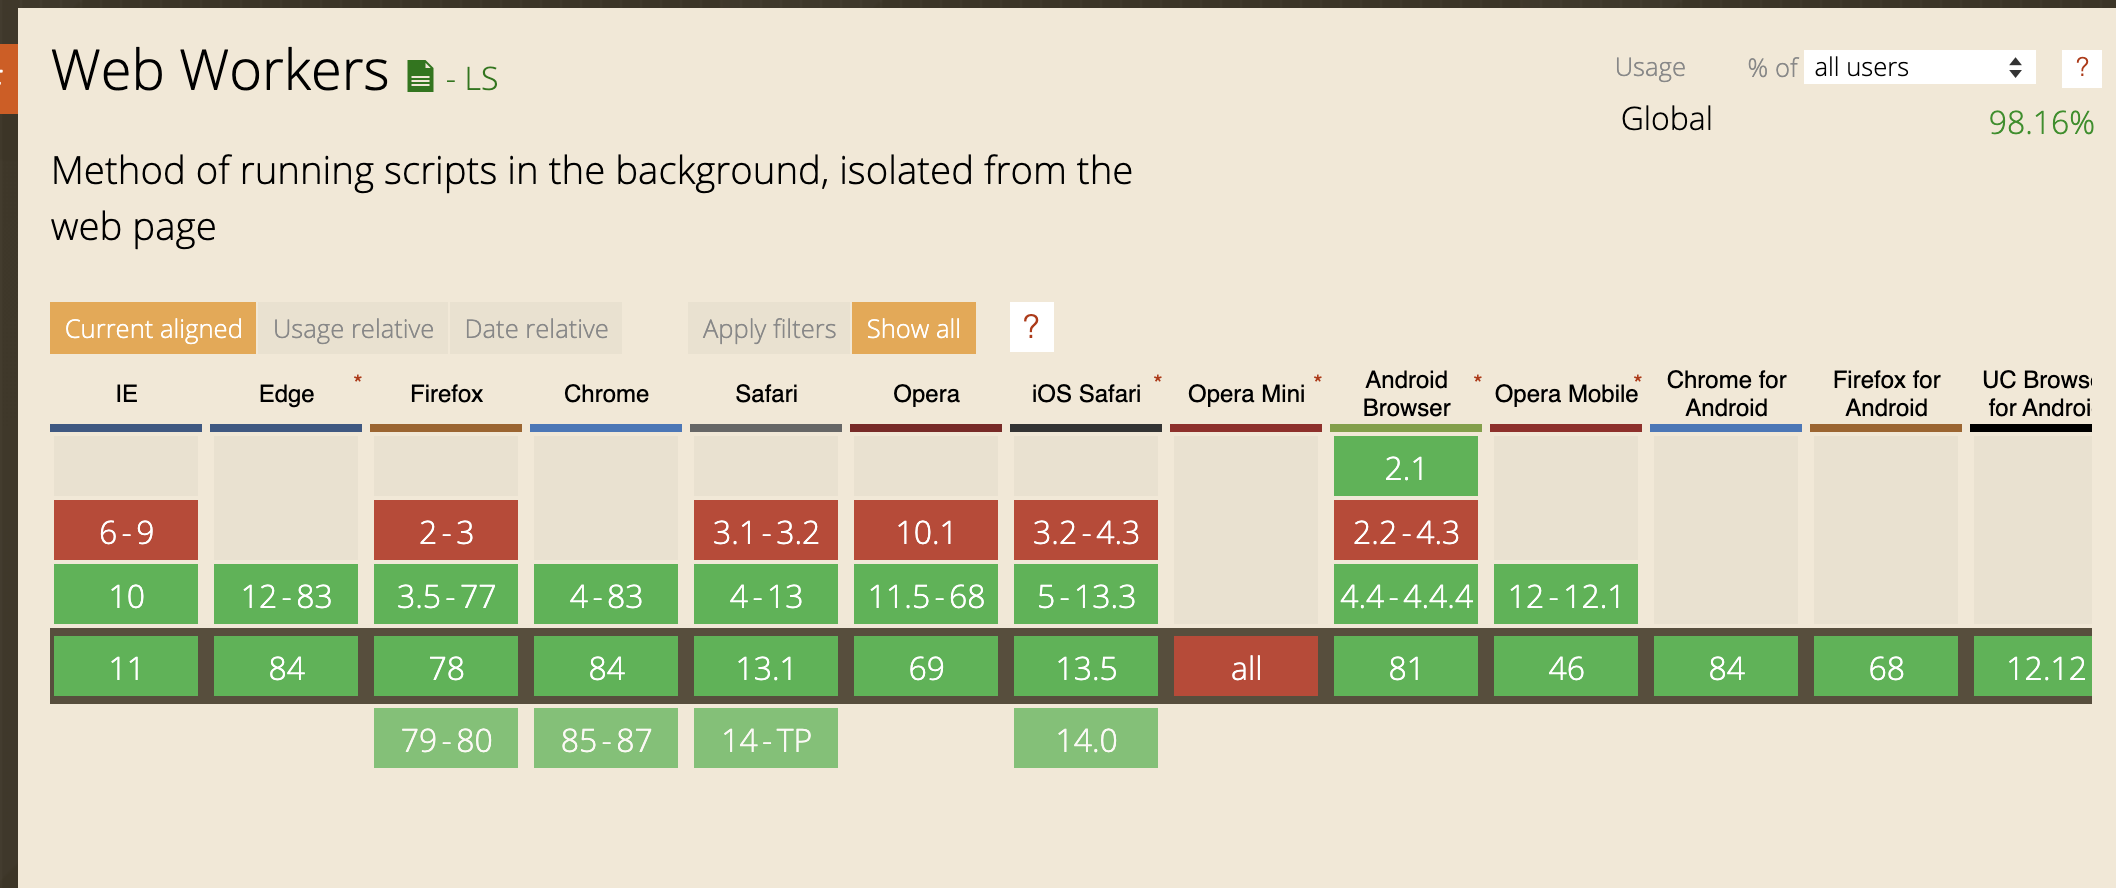 Web Workers - LS
Usage % of all users ?
Global 98.16%
Method of running scripts in the background, isolated from the
web page
Current aligned Usage relative Date relative Apply filters Show all ?
IE Edge * Firefox Chrome Safari Opera iOS Safari * Opera Mini * Android Browser * Opera Mobile * Chrome for Android Firefox for Android UC Brows for Androi
2.1
6-9 2-3 3.1-3.2 10.1 3.2-4.3 2.2-4.3
10 12-83 3.5-77 4-83 4-13 11.5-68 5-13.3 4.4-4.4.4 12-12.1
11 84 78 84 13.1 69 13.5 all 81 46 84 68 12.12
79-80 85-87 14-TP 14.0